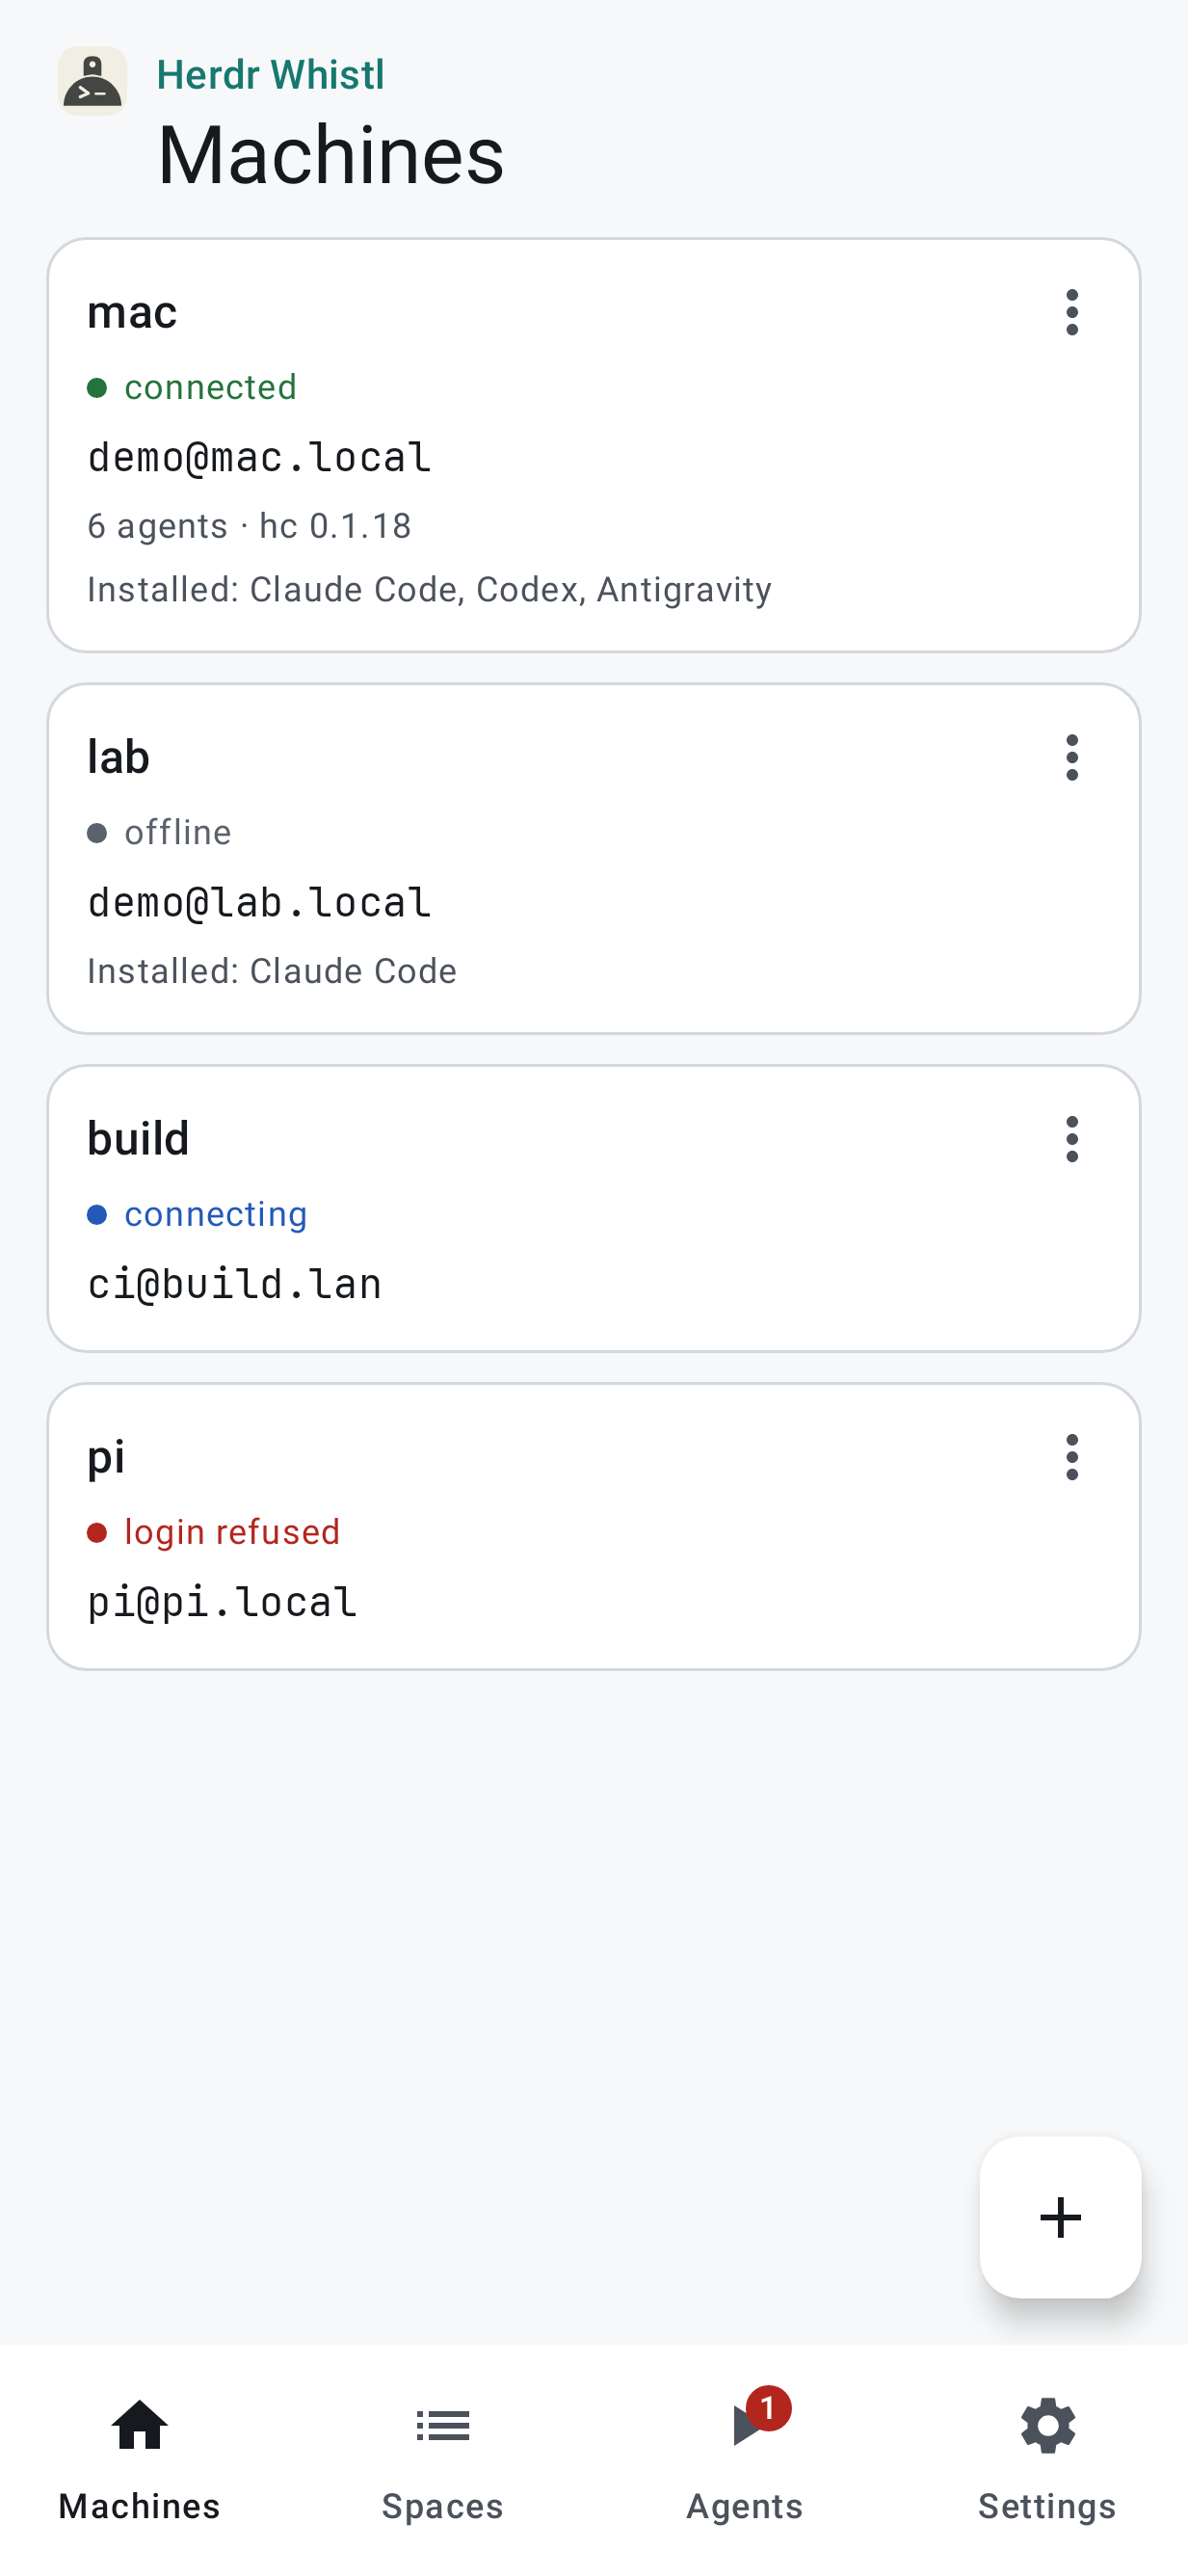 Herdr Whistl
Machines
mac
connected
demo@mac.local
6 agents · hc 0.1.18
Installed: Claude Code, Codex, Antigravity
lab
offline
demo@lab.local
Installed: Claude Code
build
connecting
ci@build.lan
pi
login refused
pi@pi.local
1
Machines
Spaces
Agents
Settings